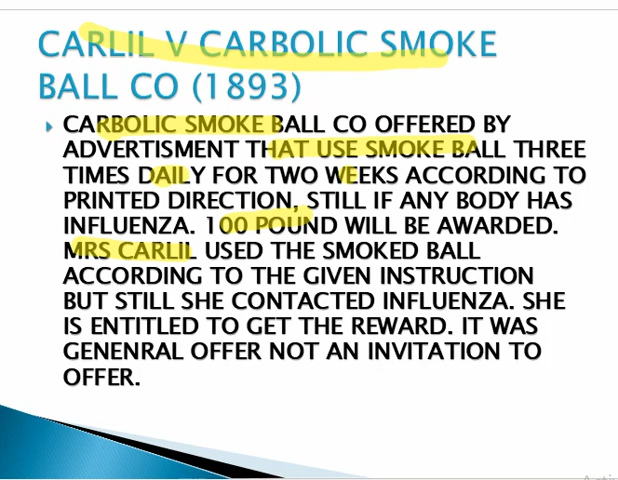 CARLIL V CARBOLIC SMOKE
BALL CO (1893)
CARBOLIC SMOKE BALL CO OFFERED BY
ADVERTISMENT THAT USE SMOKE BALL THREE
TIMES DAILY FOR TWO WEEKS ACCORDING TO
PRINTED DIRECTION, STILL IF ANY BODY HAS
INFLUENZA. 100 POUND WILL BE AWARDED.
MRS CARLIL USED THE SMOKED BALL
ACCORDING TO THE GIVEN INSTRUCTION
BUT STILL SHE CONTACTED INFLUENZA. SHE
IS ENTITLED TO GET THE REWARD. IT WAS
GENENRAL OFFER NOT AN INVITATION TO
OFFER.